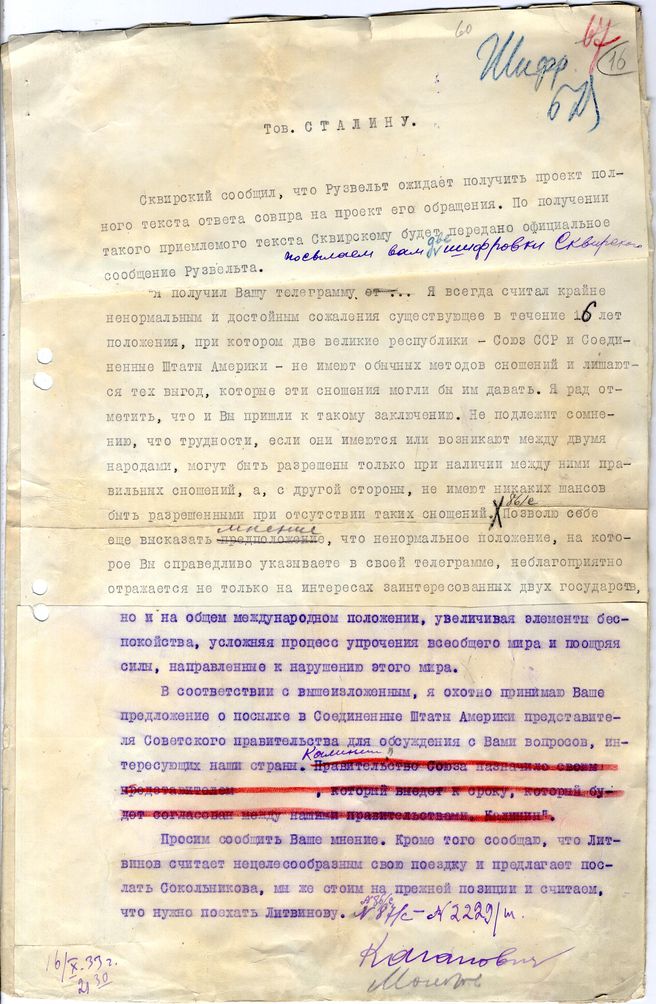 60
67
16
Шифр.
Тов. СТАЛИНУ.
Сквирский сообщил, что Рузвельт ожидает получить проект пол-
ного текста ответа совпра на проект его обращения. По получении
такого приемлемого текста Сквирскому будет передано официальное
сообщение Рузвельта. посылаем вам две шифровки Сквирского
"Я получил Вашу телеграмму от ... Я всегда считал крайне
ненормальным и достойным сожаления существующее в течение 16 лет
положения, при котором две великие республики - Союз ССР и Соеди-
ненные Штаты Америки - не имеют обычных методов сношений и лишают-
ся тех выгод, которые эти сношения могли бы им давать. Я рад от-
метить, что и Вы пришли к такому заключению. Не подлежит сомне-
нию, что трудности, если они имеются или возникают между двумя
народами, могут быть разрешены только при наличии между ними пра-
вильних сношений, а, с другой стороны, не имеют никаких шансов
86/с
быть разрешенными при отсутствии таких сношений. Позволю себе
мнение
еще высказать предположение, что ненормальное положение, на кото-
рое Вы справедливо указываете в своей телеграмме, неблагоприятно
отражается не только на интересах заинтересованных двух государств,
но и на общем международном положении, увеличивая элементы бес-
покойства, усложняя процесс упрочения всеобщего мира и поощряя
силы, направленные к нарушению этого мира.
В соответствии с вышеизложенным, я охотно принимаю Ваше
предложение о посылке в Соединенные Штаты Америки представите-
ля Советского правительства для обсуждения с Вами вопросов, ин-
Калинин"
тересующих наши страны. Правительство Союза назначило своим
представителем , который выедет к сроку, который бу-
дет согласован между нашими правительствами. Калинин".
Просим сообщить Ваше мнение. Кроме того сообщаю, что Лит-
винов считает нецелесообразным свою поездку и предлагает пос-
лать Сокольникова, мы же стоим на прежней позиции и считаем,
N86/с
что нужно поехать Литвинову. N87/с - N2229/ш.
Каганович
Молотов
16/X-33 г.
21 30